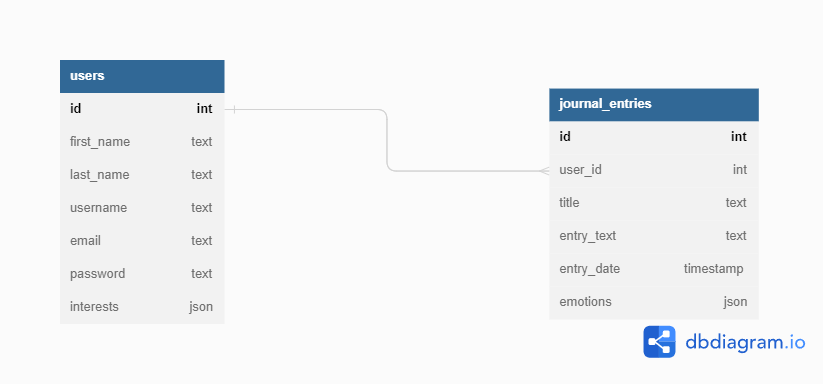 users
id int
first_name text
last_name text
username text
email text
password text
interests json
journal_entries
id int
user_id int
title text
entry_text text
entry_date timestamp
emotions json
dbdiagram.io